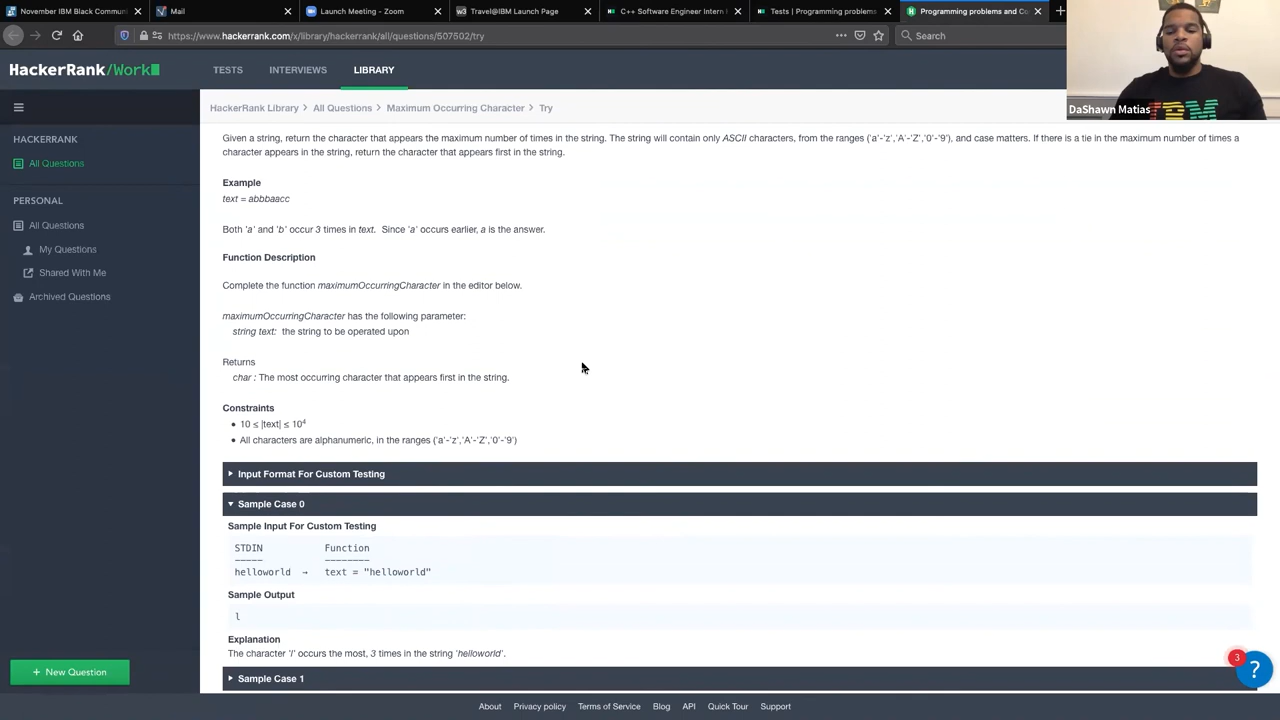 November IBM Black Commun
Mail
Launch Meeting - Zoom
Travel@IBM Launch Page
C++ Software Engineer Intern
Tests | Programming problems
Programming problems and Co
https://www.hackerrank.com/x/library/hackerrank/all/questions/507502/try
Search
HackerRank/Work
TESTS
INTERVIEWS
LIBRARY
DaShawn Matias
HACKERRANK
All Questions
PERSONAL
All Questions
My Questions
Shared With Me
Archived Questions
+ New Question
HackerRank Library > All Questions > Maximum Occurring Character > Try
Given a string, return the character that appears the maximum number of times in the string. The string will contain only ASCII characters, from the ranges ('a'-'z','A'-'Z','0'-'9'), and case matters. If there is a tie in the maximum number of times a
character appears in the string, return the character that appears first in the string.
Example
text = abbbaacc
Both 'a' and 'b' occur 3 times in text. Since 'a' occurs earlier, a is the answer.
Function Description
Complete the function maximumOccurringCharacter in the editor below.
maximumOccurringCharacter has the following parameter:
string text: the string to be operated upon
Returns
char : The most occurring character that appears first in the string.
Constraints
• 10 ≤ |text| ≤ 10⁴
• All characters are alphanumeric, in the ranges ('a'-'z','A'-'Z','0'-'9')
Input Format For Custom Testing
Sample Case 0
Sample Input For Custom Testing
STDIN Function
----- --------
helloworld → text = "helloworld"
Sample Output
l
Explanation
The character 'l' occurs the most, 3 times in the string 'helloworld'.
Sample Case 1
3
?
About Privacy policy Terms of Service Blog API Quick Tour Support